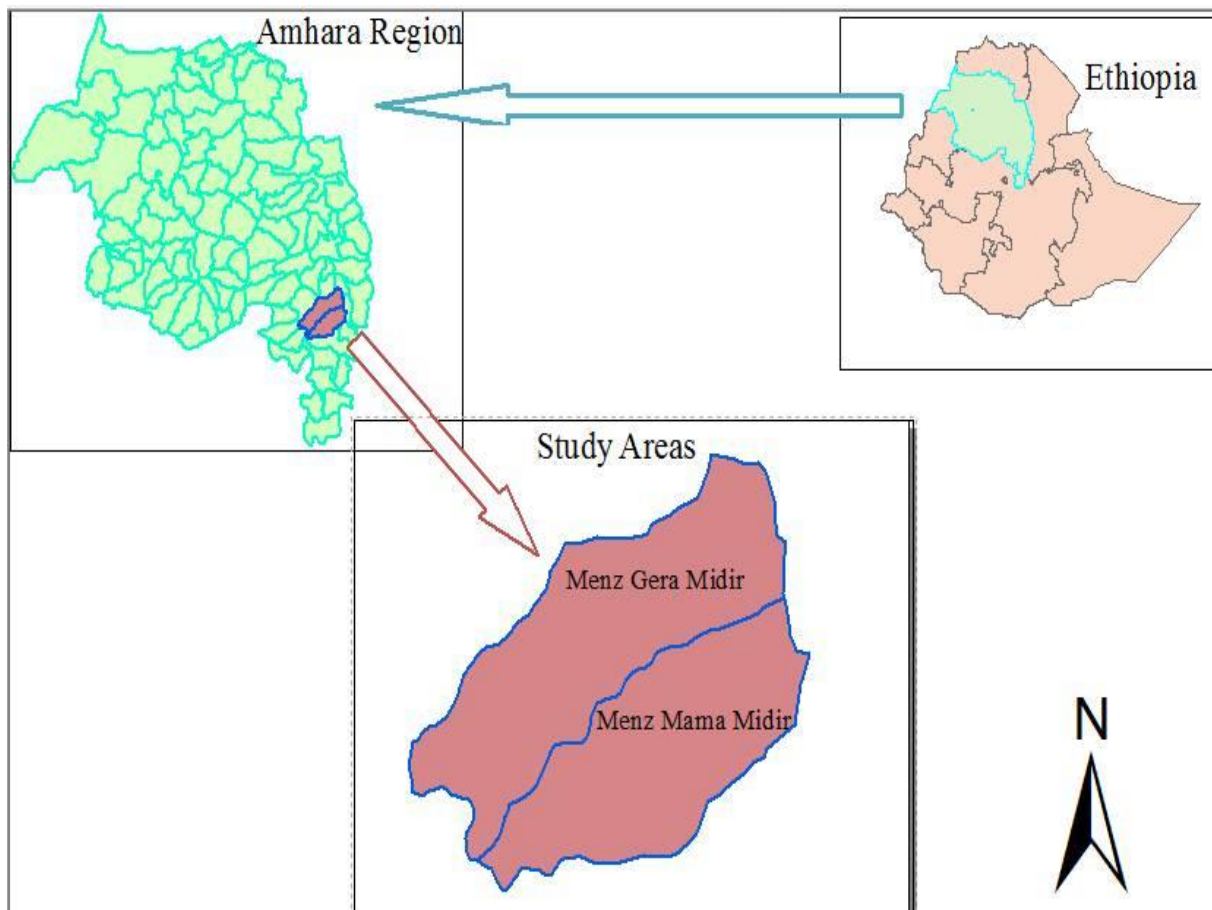 Amhara Region
Ethiopia
Study Areas
Menz Gera Midir
Menz Mama Midir
N